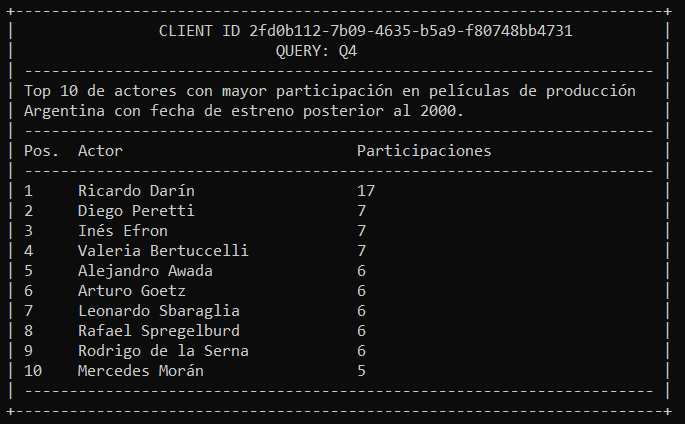 CLIENT ID 2fd0b112-7b09-4635-b5a9-f80748bb4731
QUERY: Q4
Top 10 de actores con mayor participación en películas de producción
Argentina con fecha de estreno posterior al 2000.
Pos. Actor Participaciones
1 Ricardo Darín 17
2 Diego Peretti 7
3 Inés Efron 7
4 Valeria Bertuccelli 7
5 Alejandro Awada 6
6 Arturo Goetz 6
7 Leonardo Sbaraglia 6
8 Rafael Spregelburd 6
9 Rodrigo de la Serna 6
10 Mercedes Morán 5